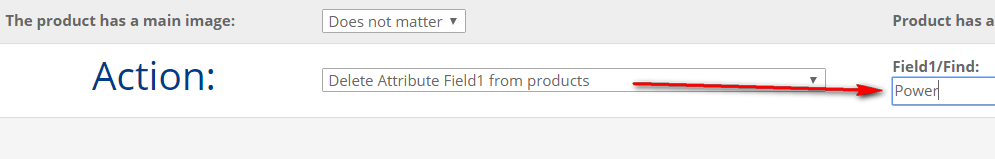 The product has a main image: Does not matter Product has a
Field1/Find:
Action: Delete Attribute Field1 from products Power